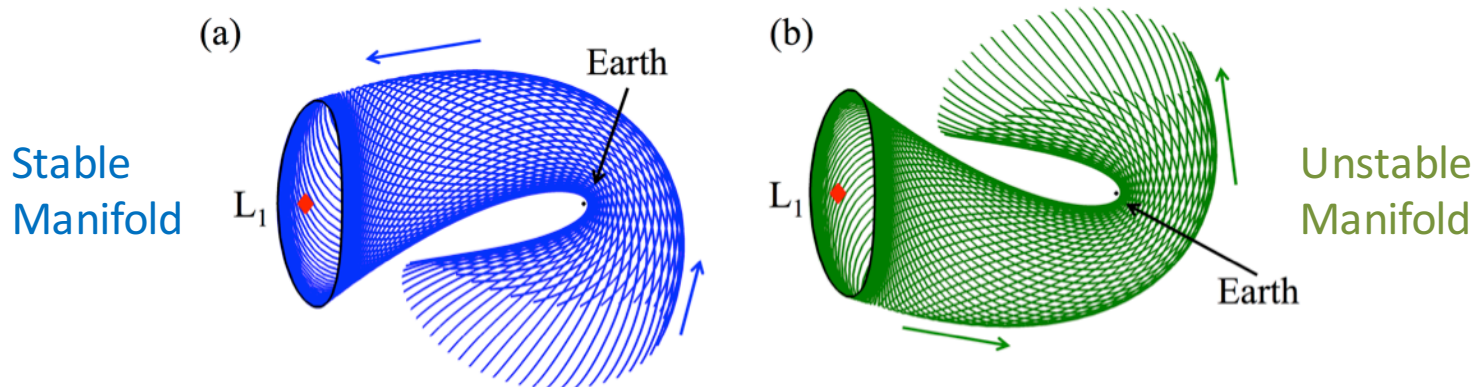 (a)
Earth
Stable
Manifold
L₁
(b)
L₁
Earth
Unstable
Manifold